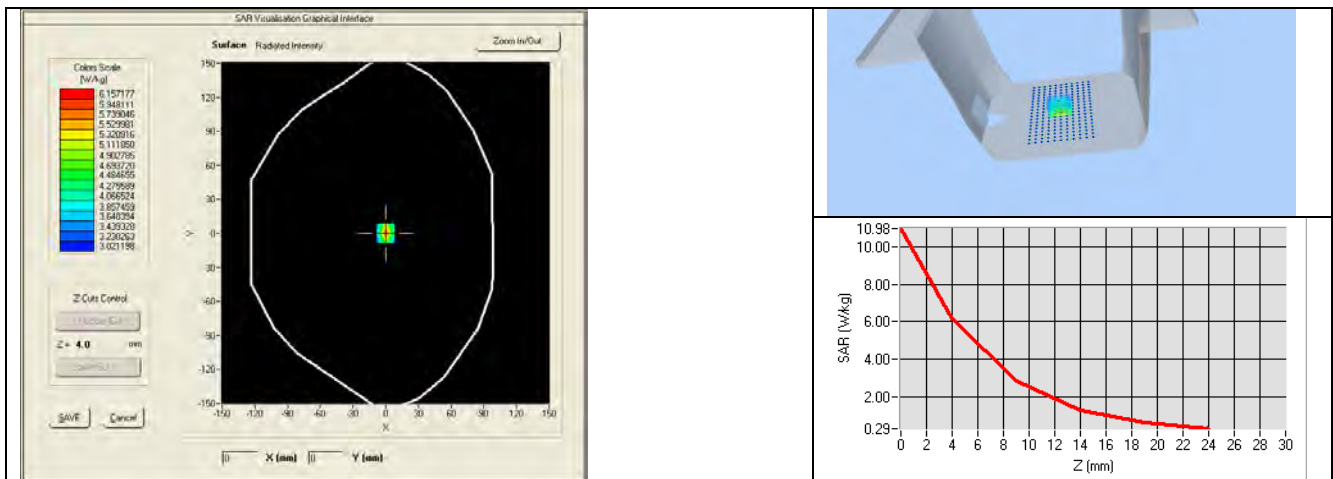 SAR Visualisation Graphical Interface
Surface Radiated Intensity
Zoom In/Out
Colors Scale
(W/kg)
6.157177
5.948111
5.739046
5.529981
5.320916
5.111850
4.902785
4.693720
4.484655
4.275589
4.066524
3.857459
3.648394
3.439328
3.230263
3.021198
150
120
90
60
30
0
-30
-60
-90
-120
-150
Y
-150 -120 -90 -60 -30 0 30 60 90 120 150
X
Z Cuts Control
Z = 4.0 mm
SAVE Cancel
0 X (mm) 0 Y (mm)
10.98
10.00
8.00
6.00
4.00
2.00
0.29
SAR (W/kg)
0 2 4 6 8 10 12 14 16 18 20 22 24 26 28 30
Z (mm)